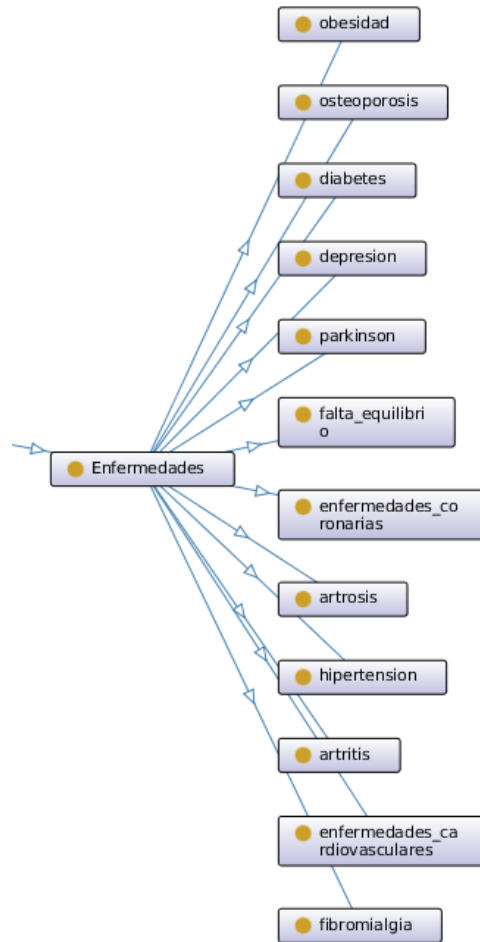 obesidad
osteoporosis
diabetes
depresion
parkinson
falta_equilibri
o
Enfermedades
enfermedades_co
ronarias
artrosis
hipertension
artritis
enfermedades_ca
rdiovasculares
fibromialgia